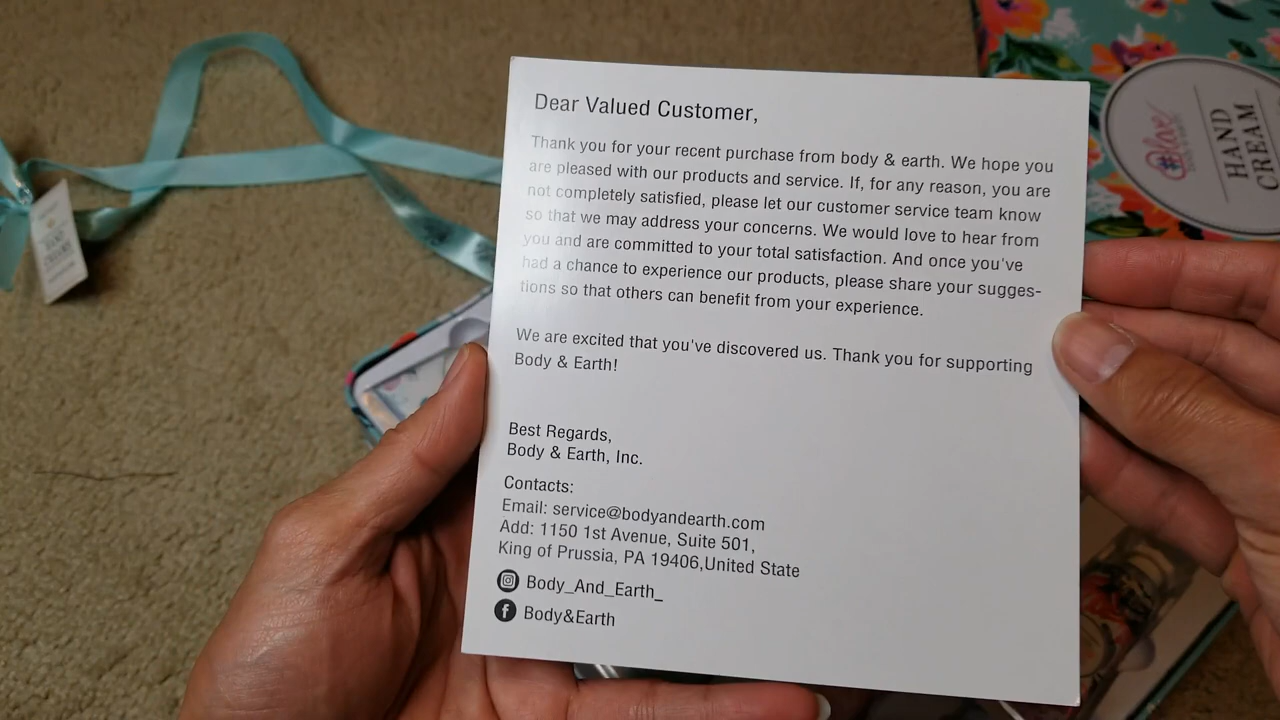 Dear Valued Customer,
Thank you for your recent purchase from body & earth. We hope you
are pleased with our products and service. If, for any reason, you are
not completely satisfied, please let our customer service team know
so that we may address your concerns. We would love to hear from
you and are committed to your total satisfaction. And once you've
had a chance to experience our products, please share your sugges-
tions so that others can benefit from your experience.
We are excited that you've discovered us. Thank you for supporting
Body & Earth!
Best Regards,
Body & Earth, Inc.
Contacts:
Email: service@bodyandearth.com
Add: 1150 1st Avenue, Suite 501,
King of Prussia, PA 19406,United State
Body_And_Earth_
Body&Earth
HAND
CREAM